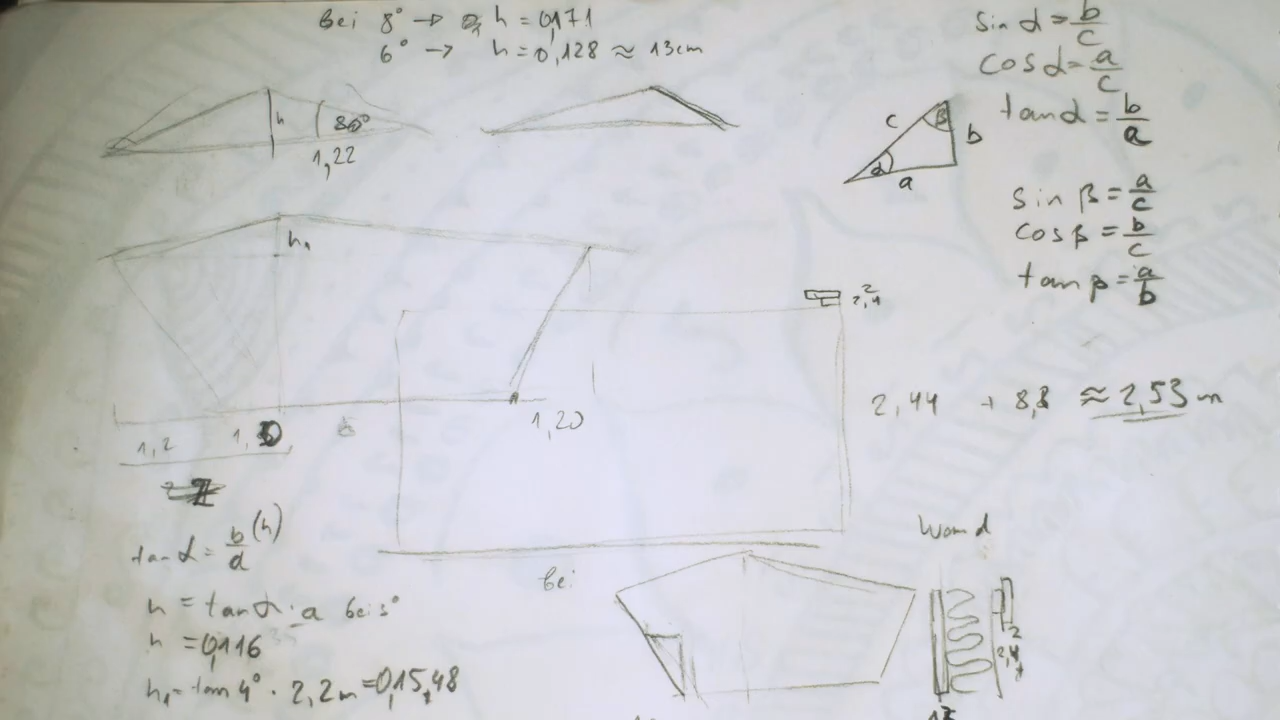 Bei 8° → h = 0,171
6° → h = 0,128 ≈ 13cm
h
1,22
sin α = b/c
cos α = a/c
tan α = b/a
c
β
b
α
a
sin β = a/c
cos β = b/c
tan β = a/b
h₁
2
2,4
2,44 + 8,8 ≈ 2,53 m
1,20
1,2
tan α = b/a (h)
h = tan α · a bei 5°
h = 0,116
h₁ = tan 4° · 2,2m = 0,15,48
bei
Wand
2
2,4